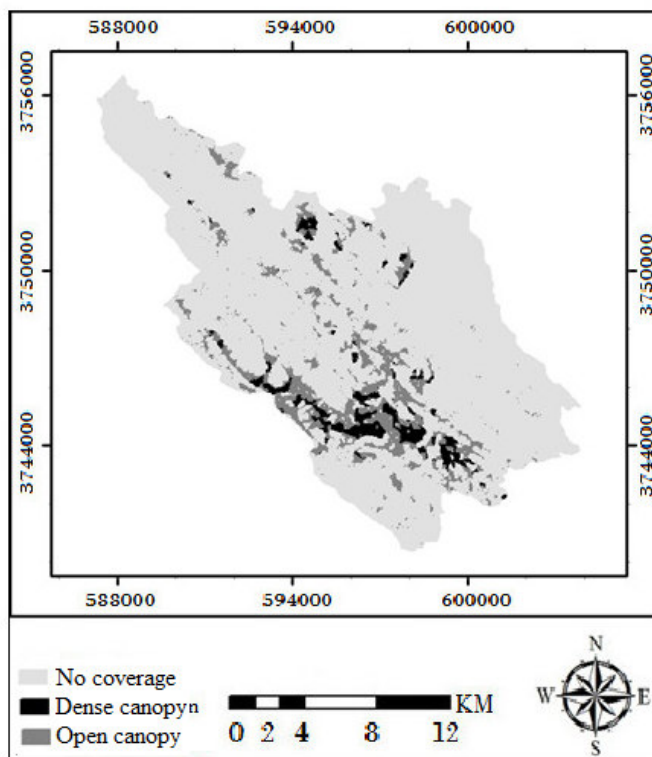 588000 594000 600000
3756000 3756000
3750000 3750000
3744000 3744000
588000 594000 600000
No coverage
Dense canopyn
Open canopy
KM
0 2 4 8 12
N
W E
S